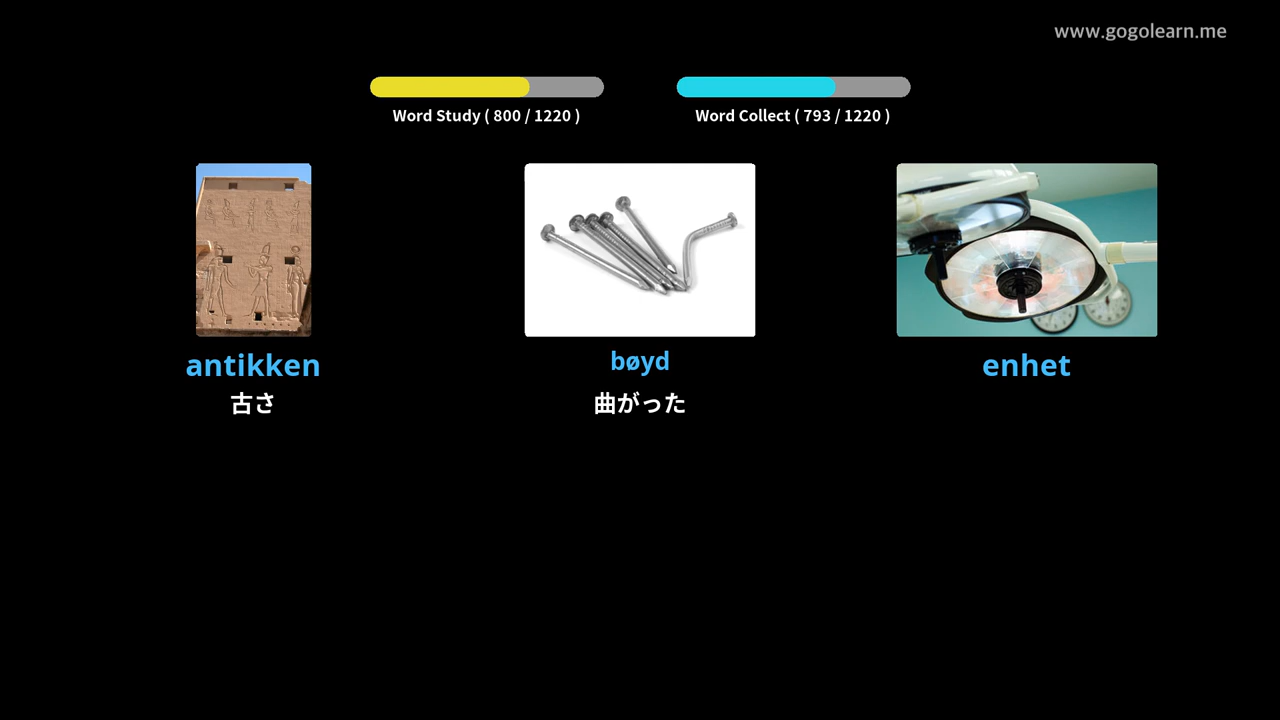 www.gogolearn.me
Word Study ( 800 / 1220 )
Word Collect ( 793 / 1220 )
antikken
bøyd
enhet
古さ
曲がった